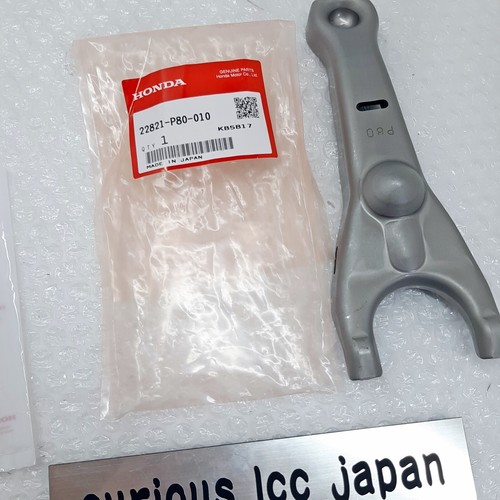 HONDA
GENUINE PARTS
Honda Motor Co., Ltd.
22821-P80-010
KB5B17
QTY 1
MADE IN JAPAN
P80
curious lcc japan